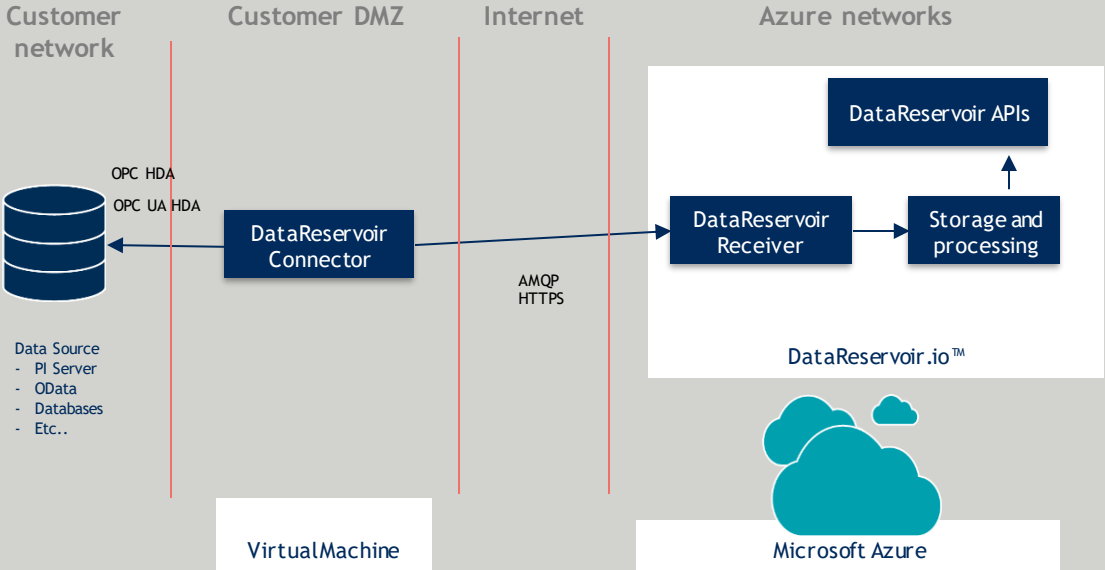 Customer
network
Customer DMZ
Internet
Azure networks
DataReservoir APIs
OPC HDA
OPC UA HDA
DataReservoir
Connector
DataReservoir
Receiver
Storage and
processing
AMQP
HTTPS
Data Source
- PI Server
- OData
- Databases
- Etc..
DataReservoir.io™
VirtualMachine
Microsoft Azure